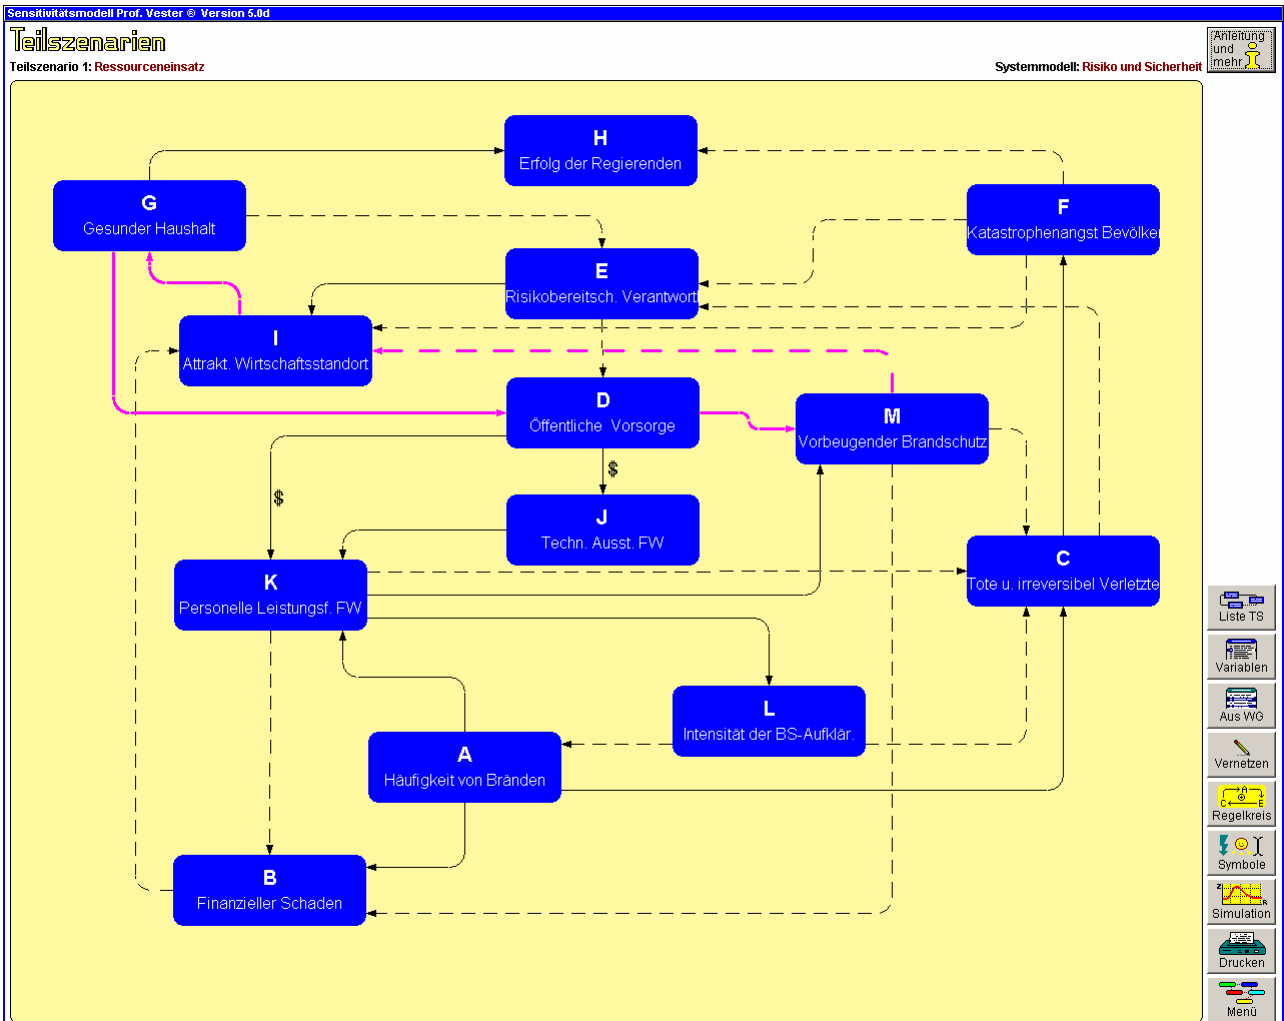 Sensitivitätsmodell Prof. Vester ® Version 5.0d
Teilszenarien
Teilszenario 1: Ressourceneinsatz
Systemmodell: Risiko und Sicherheit
Anleitung
und
mehr
H
Erfolg der Regierenden
G
Gesunder Haushalt
F
Katastrophenangst Bevölker
E
Risikobereitsch. Verantwortl
I
Attrakt. Wirtschaftsstandort
D
Öffentliche Vorsorge
M
Vorbeugender Brandschutz
$
$
J
Techn. Ausst. FW
C
Tote u. irreversibel Verletzte
K
Personelle Leistungsf. FW
L
Intensität der BS-Aufklär.
A
Häufigkeit von Bränden
B
Finanzieller Schaden
Liste TS
Variablen
Aus WG
Vernetzen
A
C E
Regelkreis
Symbole
Z
R
Simulation
Drucken
Menü